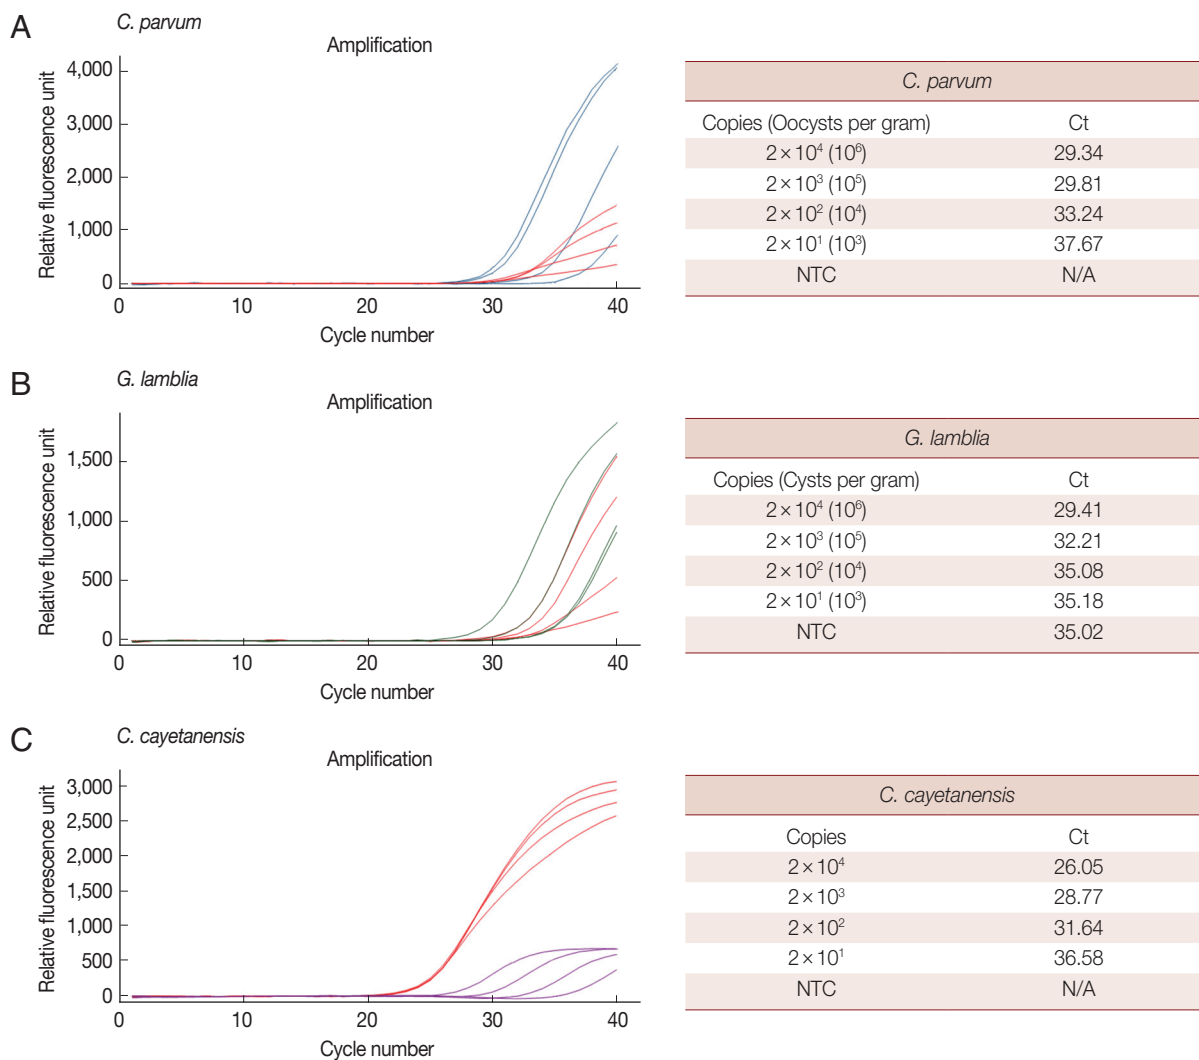 A
C. parvum
Amplification
Relative fluorescence unit
4,000
3,000
2,000
1,000
0
0 10 20 30 40
Cycle number
C. parvum
Copies (Oocysts per gram) Ct
2 × 10⁴ (10⁶) 29.34
2 × 10³ (10⁵) 29.81
2 × 10² (10⁴) 33.24
2 × 10¹ (10³) 37.67
NTC N/A
B
G. lamblia
Amplification
Relative fluorescence unit
1,500
1,000
500
0
0 10 20 30 40
Cycle number
G. lamblia
Copies (Cysts per gram) Ct
2 × 10⁴ (10⁶) 29.41
2 × 10³ (10⁵) 32.21
2 × 10² (10⁴) 35.08
2 × 10¹ (10³) 35.18
NTC 35.02
C
C. cayetanensis
Amplification
Relative fluorescence unit
3,000
2,500
2,000
1,500
1,000
500
0
0 10 20 30 40
Cycle number
C. cayetanensis
Copies Ct
2 × 10⁴ 26.05
2 × 10³ 28.77
2 × 10² 31.64
2 × 10¹ 36.58
NTC N/A